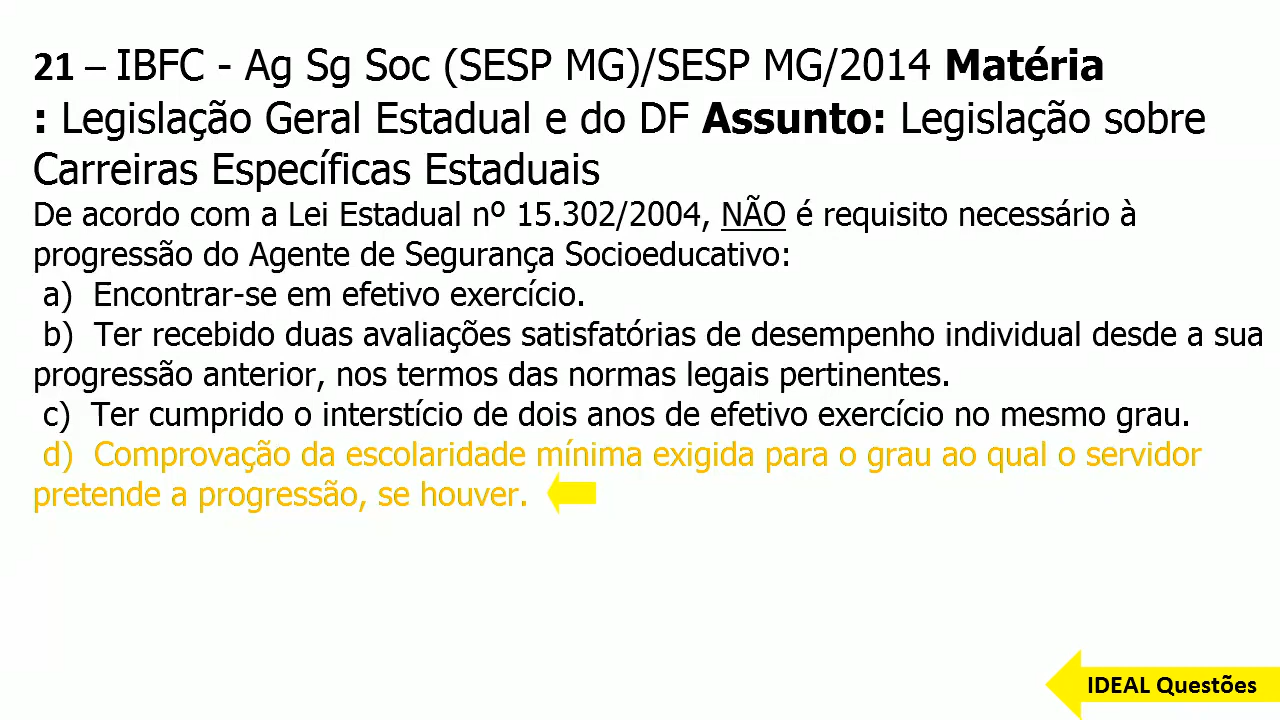 21 – IBFC - Ag Sg Soc (SESP MG)/SESP MG/2014 Matéria
: Legislação Geral Estadual e do DF Assunto: Legislação sobre
Carreiras Específicas Estaduais
De acordo com a Lei Estadual nº 15.302/2004, NÃO é requisito necessário à
progressão do Agente de Segurança Socioeducativo:
a) Encontrar-se em efetivo exercício.
b) Ter recebido duas avaliações satisfatórias de desempenho individual desde a sua
progressão anterior, nos termos das normas legais pertinentes.
c) Ter cumprido o interstício de dois anos de efetivo exercício no mesmo grau.
d) Comprovação da escolaridade mínima exigida para o grau ao qual o servidor
pretende a progressão, se houver.
IDEAL Questões